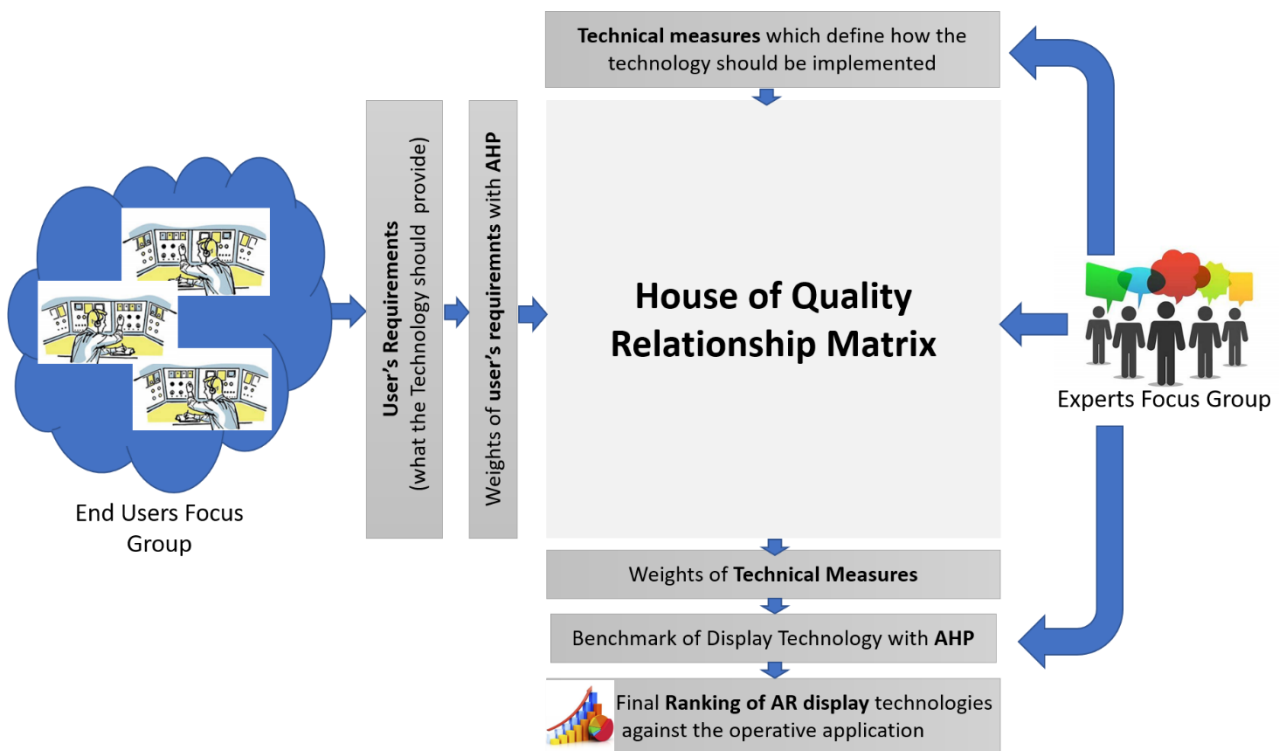 Technical measures which define how the
technology should be implemented
User's Requirements
(what the Technology should provide)
Weights of user's requirements with AHP
House of Quality
Relationship Matrix
End Users Focus
Group
Experts Focus Group
Weights of Technical Measures
Benchmark of Display Technology with AHP
Final Ranking of AR display technologies
against the operative application